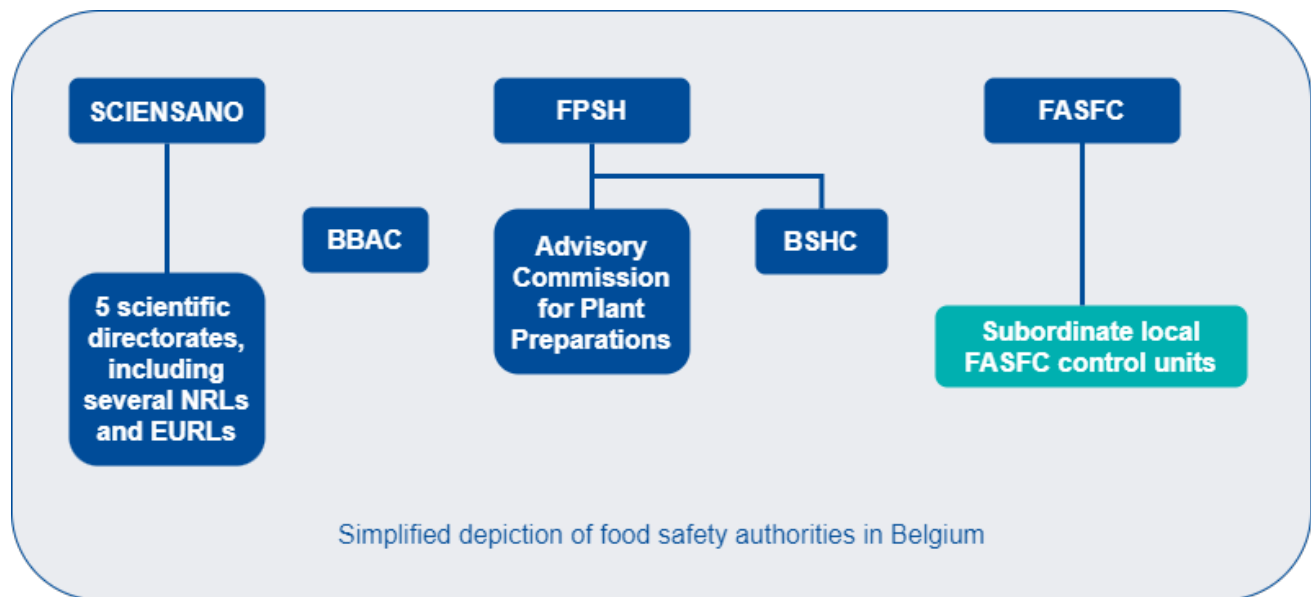 SCIENSANO
FPSH
FASFC
BBAC
Advisory
Commission
for Plant
Preparations
BSHC
5 scientific
directorates,
including
several NRLs
and EURLs
Subordinate local
FASFC control units
Simplified depiction of food safety authorities in Belgium